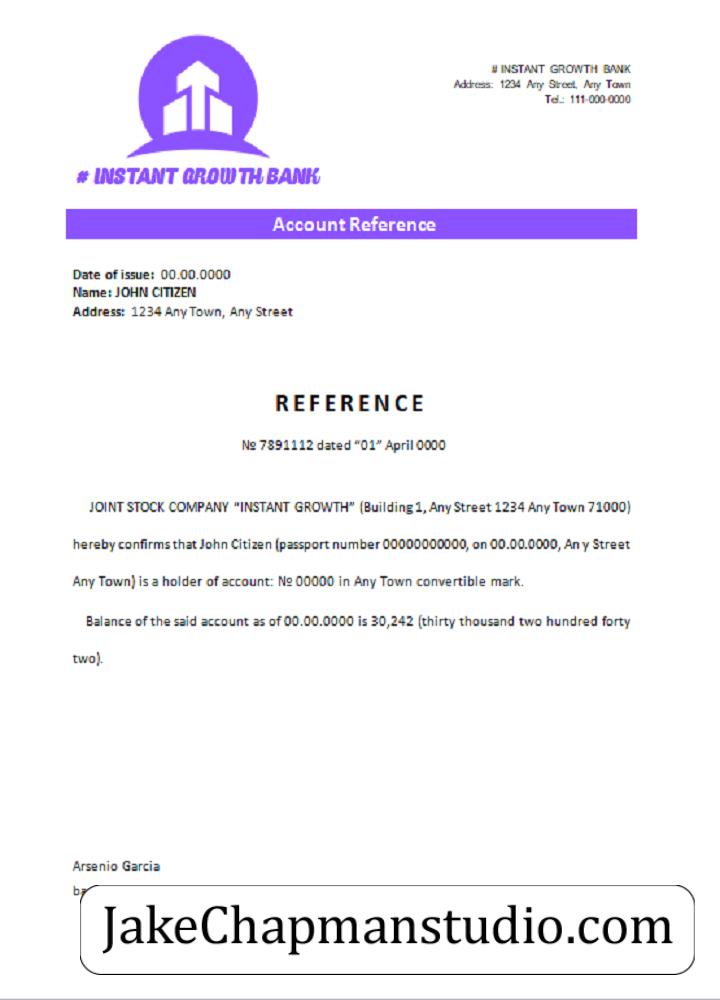 # INSTANT GROWTH BANK
Address: 1234 Any Street, Any Town
Tel.: 111-000-0000
# INSTANT GROWTH BANK
Account Reference
Date of issue: 00.00.0000
Name: JOHN CITIZEN
Address: 1234 Any Town, Any Street
REFERENCE
№ 7891112 dated “01” April 0000
JOINT STOCK COMPANY “INSTANT GROWTH” (Building 1, Any Street 1234 Any Town 71000)
hereby confirms that John Citizen (passport number 00000000000, on 00.00.0000, Any Street
Any Town) is a holder of account: № 00000 in Any Town convertible mark.
Balance of the said account as of 00.00.0000 is 30,242 (thirty thousand two hundred forty
two).
Arsenio Garcia
JakeChapmanstudio.com